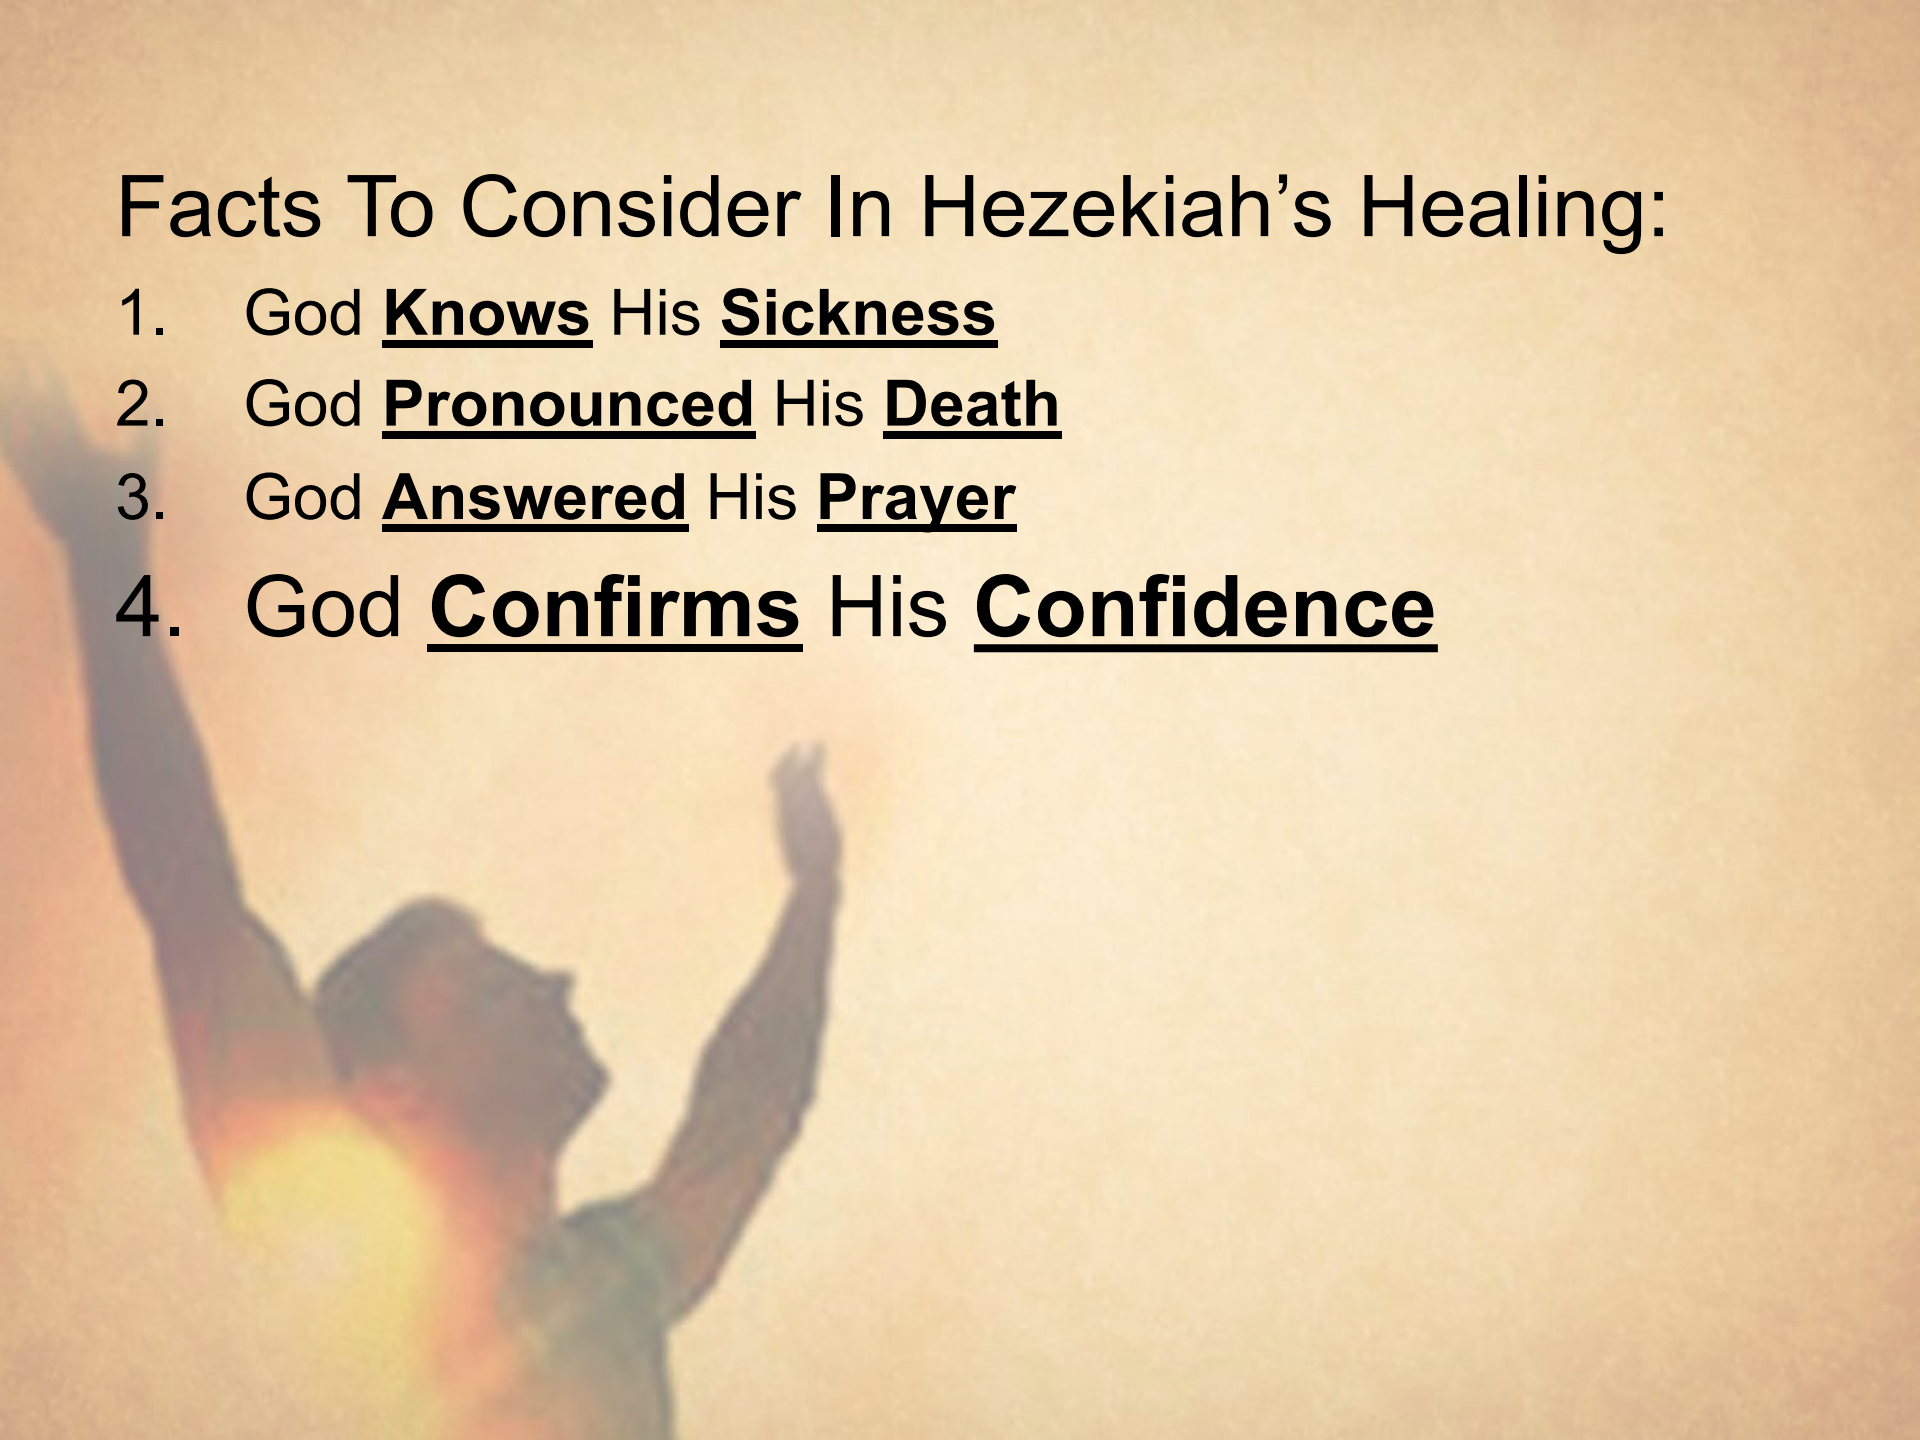 Facts To Consider In Hezekiah’s Healing:
1. God Knows His Sickness
2. God Pronounced His Death
3. God Answered His Prayer
4. God Confirms His Confidence